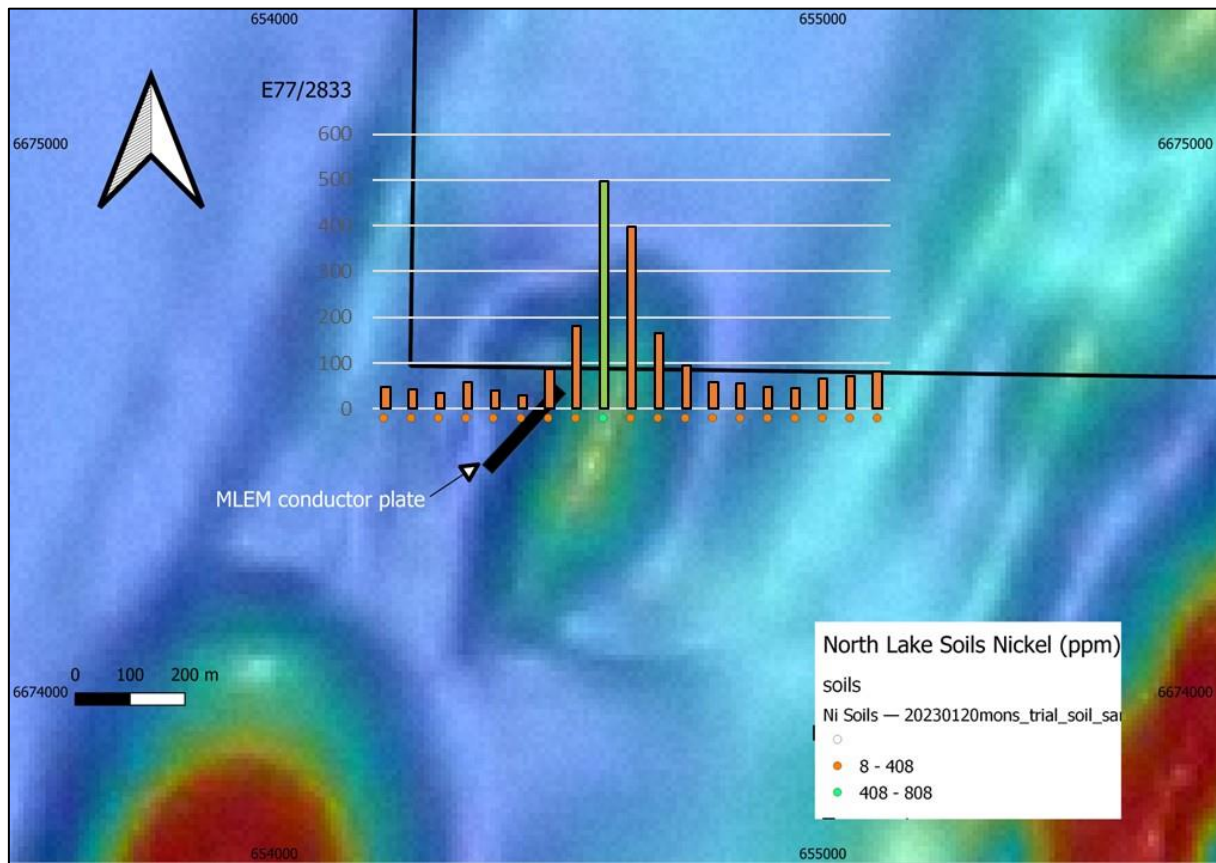 654000
655000
E77/2833
6675000
6675000
600
500
400
300
200
100
0
MLEM conductor plate
North Lake Soils Nickel (ppm)
soils
Ni Soils — 20230120mons_trial_soil_sa
8 - 408
408 - 808
0 100 200 m
6674000
6674000
654000
655000